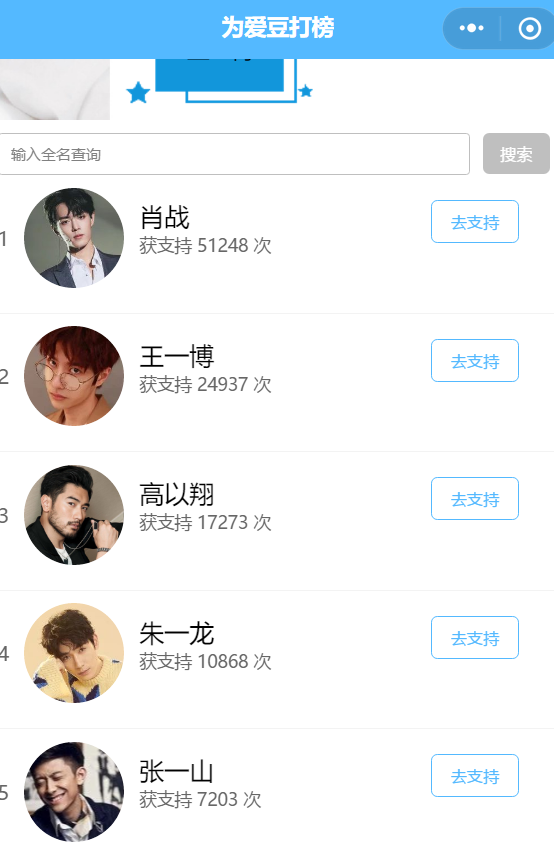 为爱豆打榜
输入全名查询
搜索
1
肖战
获支持 51248 次
去支持
2
王一博
获支持 24937 次
去支持
3
高以翔
获支持 17273 次
去支持
4
朱一龙
获支持 10868 次
去支持
5
张一山
获支持 7203 次
去支持